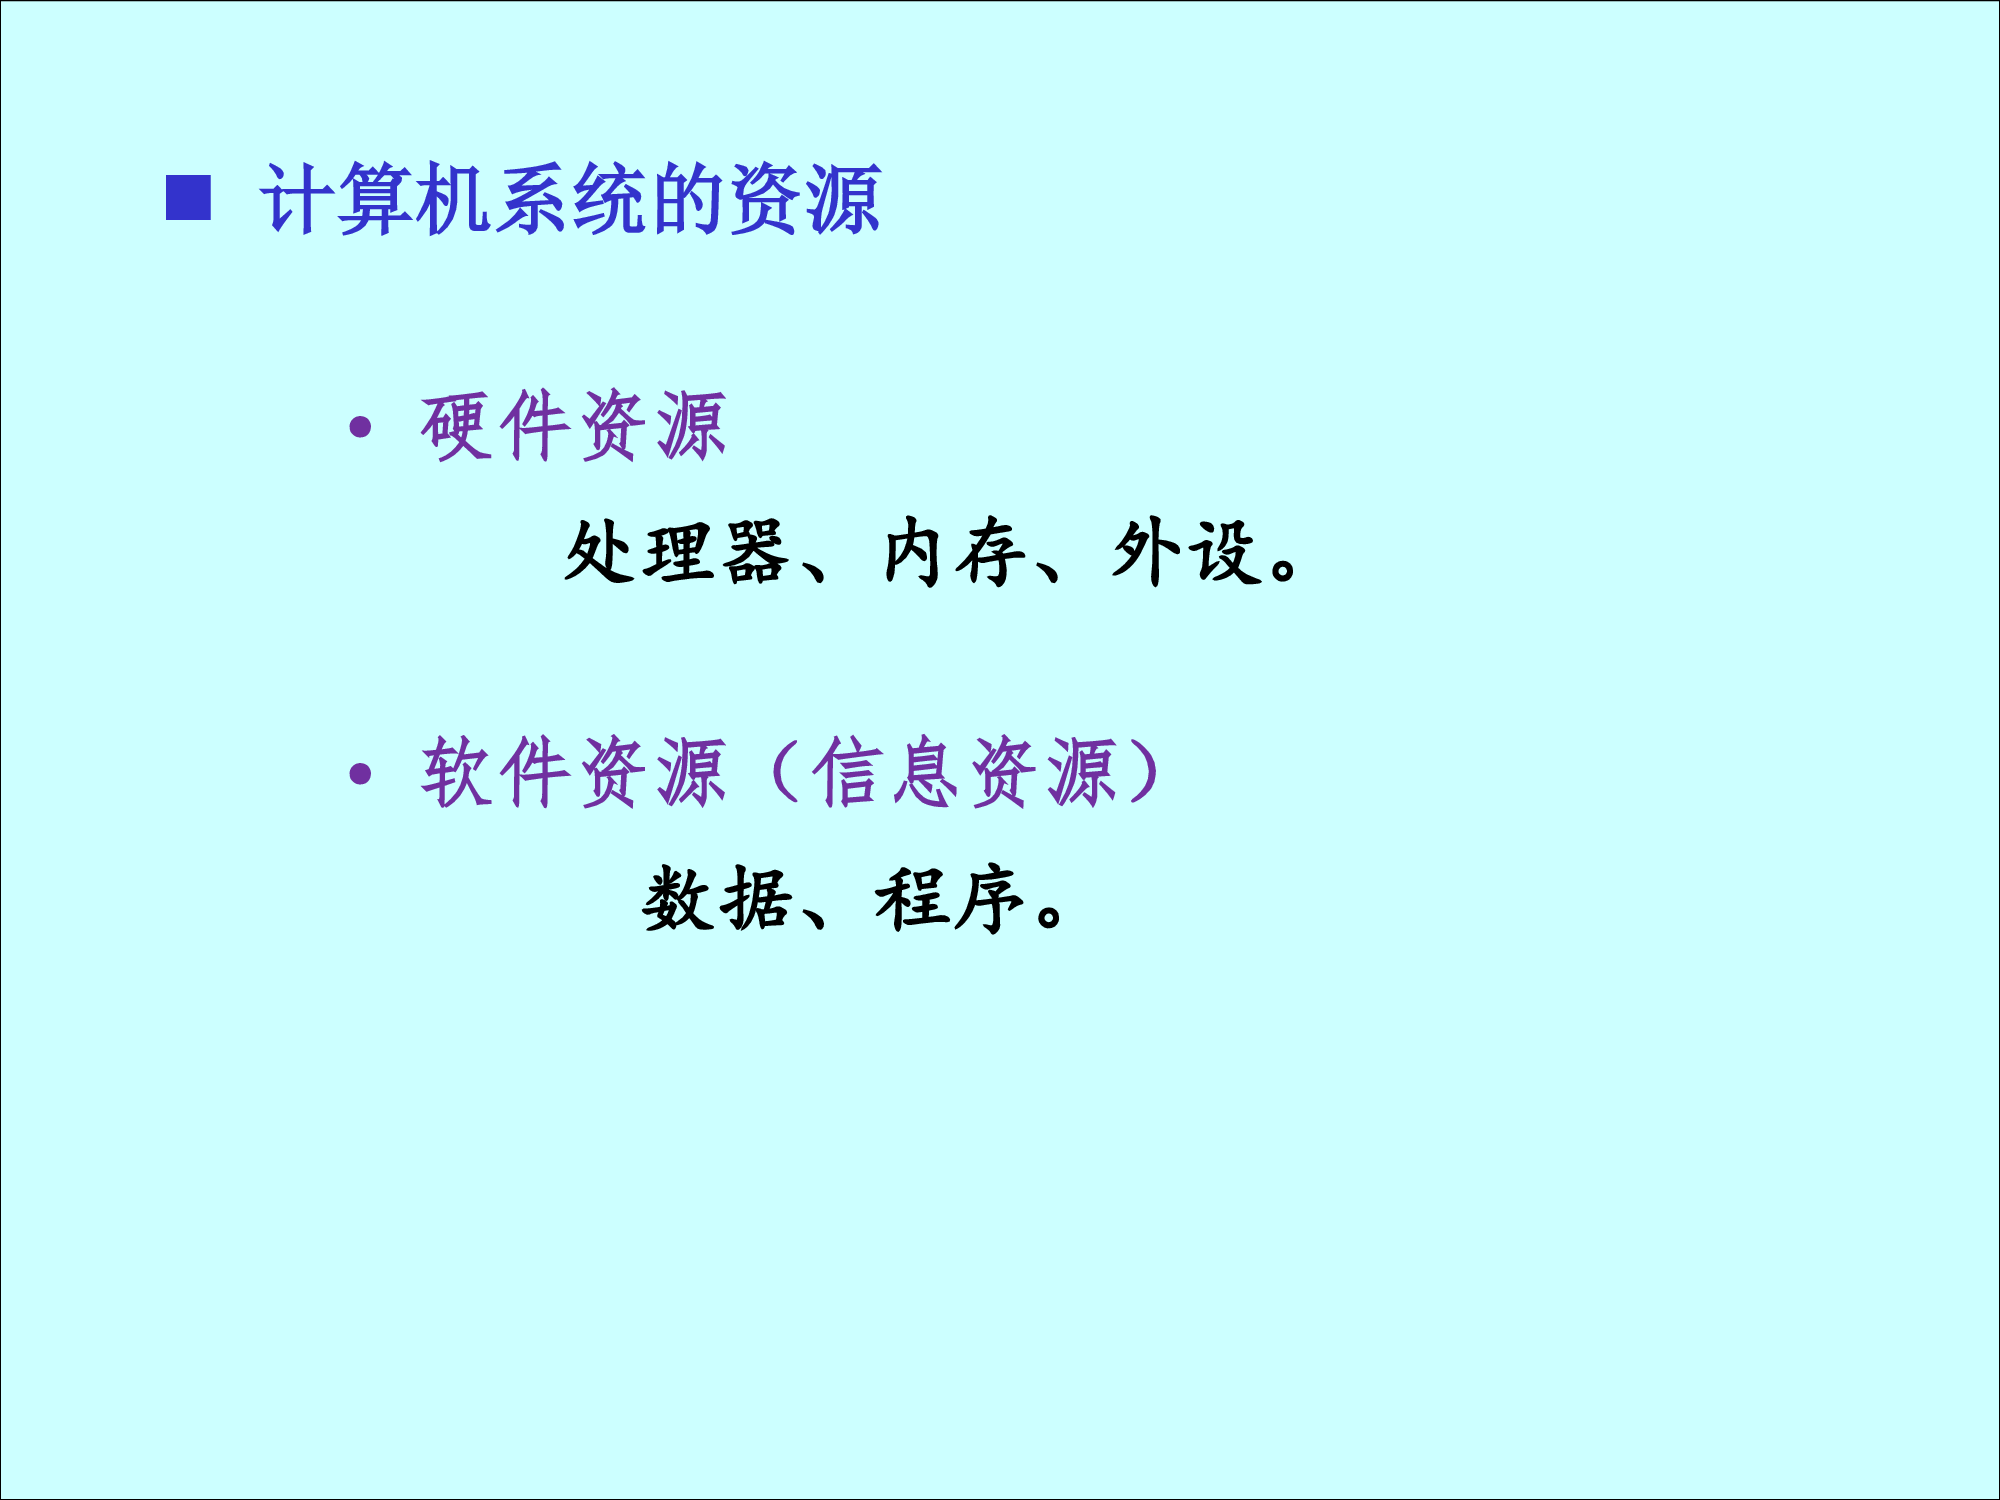 ■ 计算机系统的资源
• 硬件资源
处理器、内存、外设。
• 软件资源（信息资源）
数据、程序。